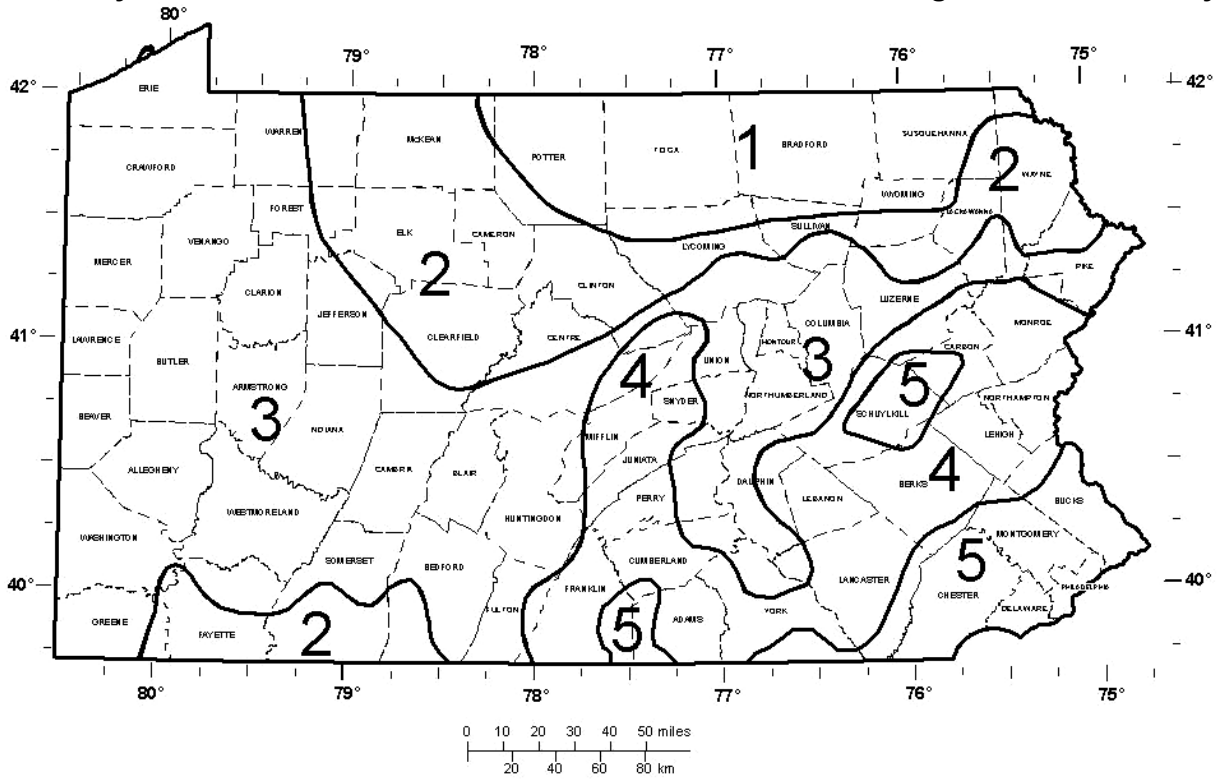 80°
79° 78° 77° 76° 75°
42° 42°
ERIE
WARREN McKEAN POTTER TIOGA 1 BRADFORD SUSQUEHANNA
CRAWFORD 2 WAYNE
WYOMING
FOREST LACKAWANNA
VENANGO ELK CAMERON LYCOMING SULLIVAN
MERCER 2 PIKE
CLARION CLINTON LUZERNE
JEFFERSON
41° LAWRENCE CLEARFIELD CENTRE COLUMBIA MONROE 41°
BUTLER UNION MONTOUR 3 CARBON
ARMSTRONG 4 5
BEAVER 3 SNYDER NORTHUMBERLAND SCHUYLKILL NORTHAMPTON
INDIANA MIFFLIN LEHIGH
ALLEGHENY CAMBRIA BLAIR JUNIATA 4
PERRY DAUPHIN LEBANON BERKS BUCKS
WESTMORELAND HUNTINGDON
WASHINGTON MONTGOMERY
SOMERSET BEDFORD CUMBERLAND 5
40° FRANKLIN LANCASTER PHILADELPHIA 40°
CHESTER
GREENE FAYETTE 2 FULTON 5 ADAMS YORK DELAWARE
80° 79° 78° 77° 76° 75°
0 10 20 30 40 50 miles
20 40 60 80 km